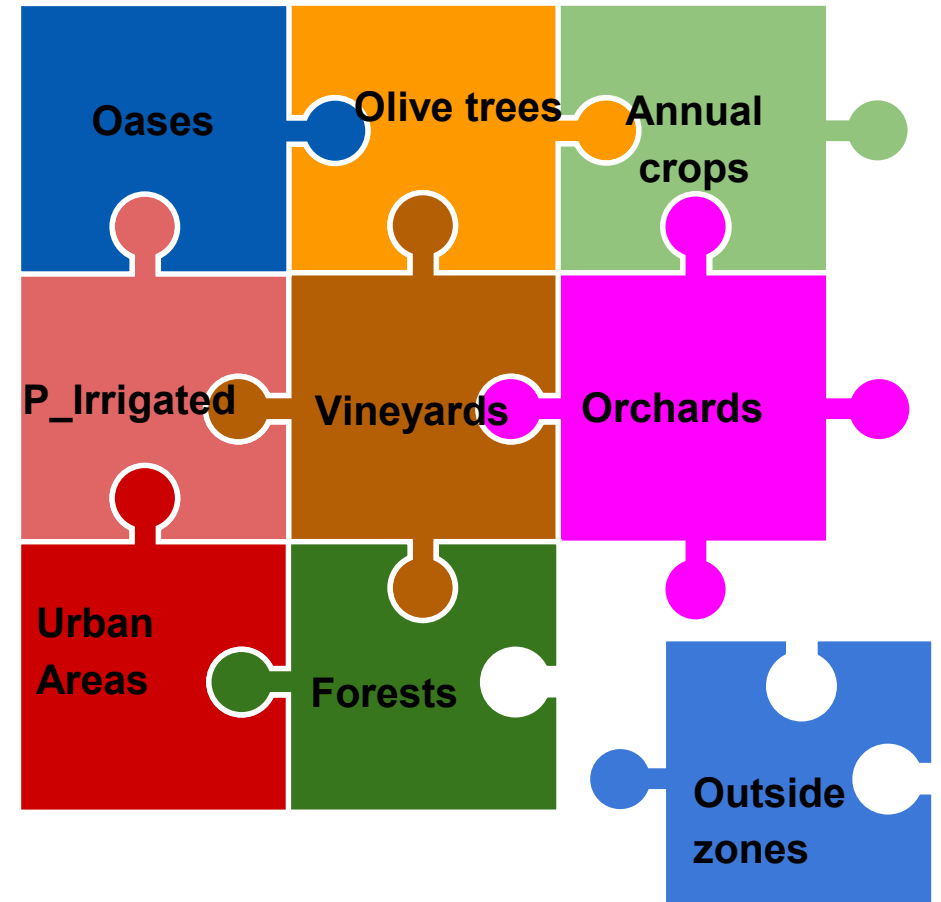 Oases
Olive trees
Annual
crops
P_Irrigated
Vineyards
Orchards
Urban
Areas
Forests
Outside
zones